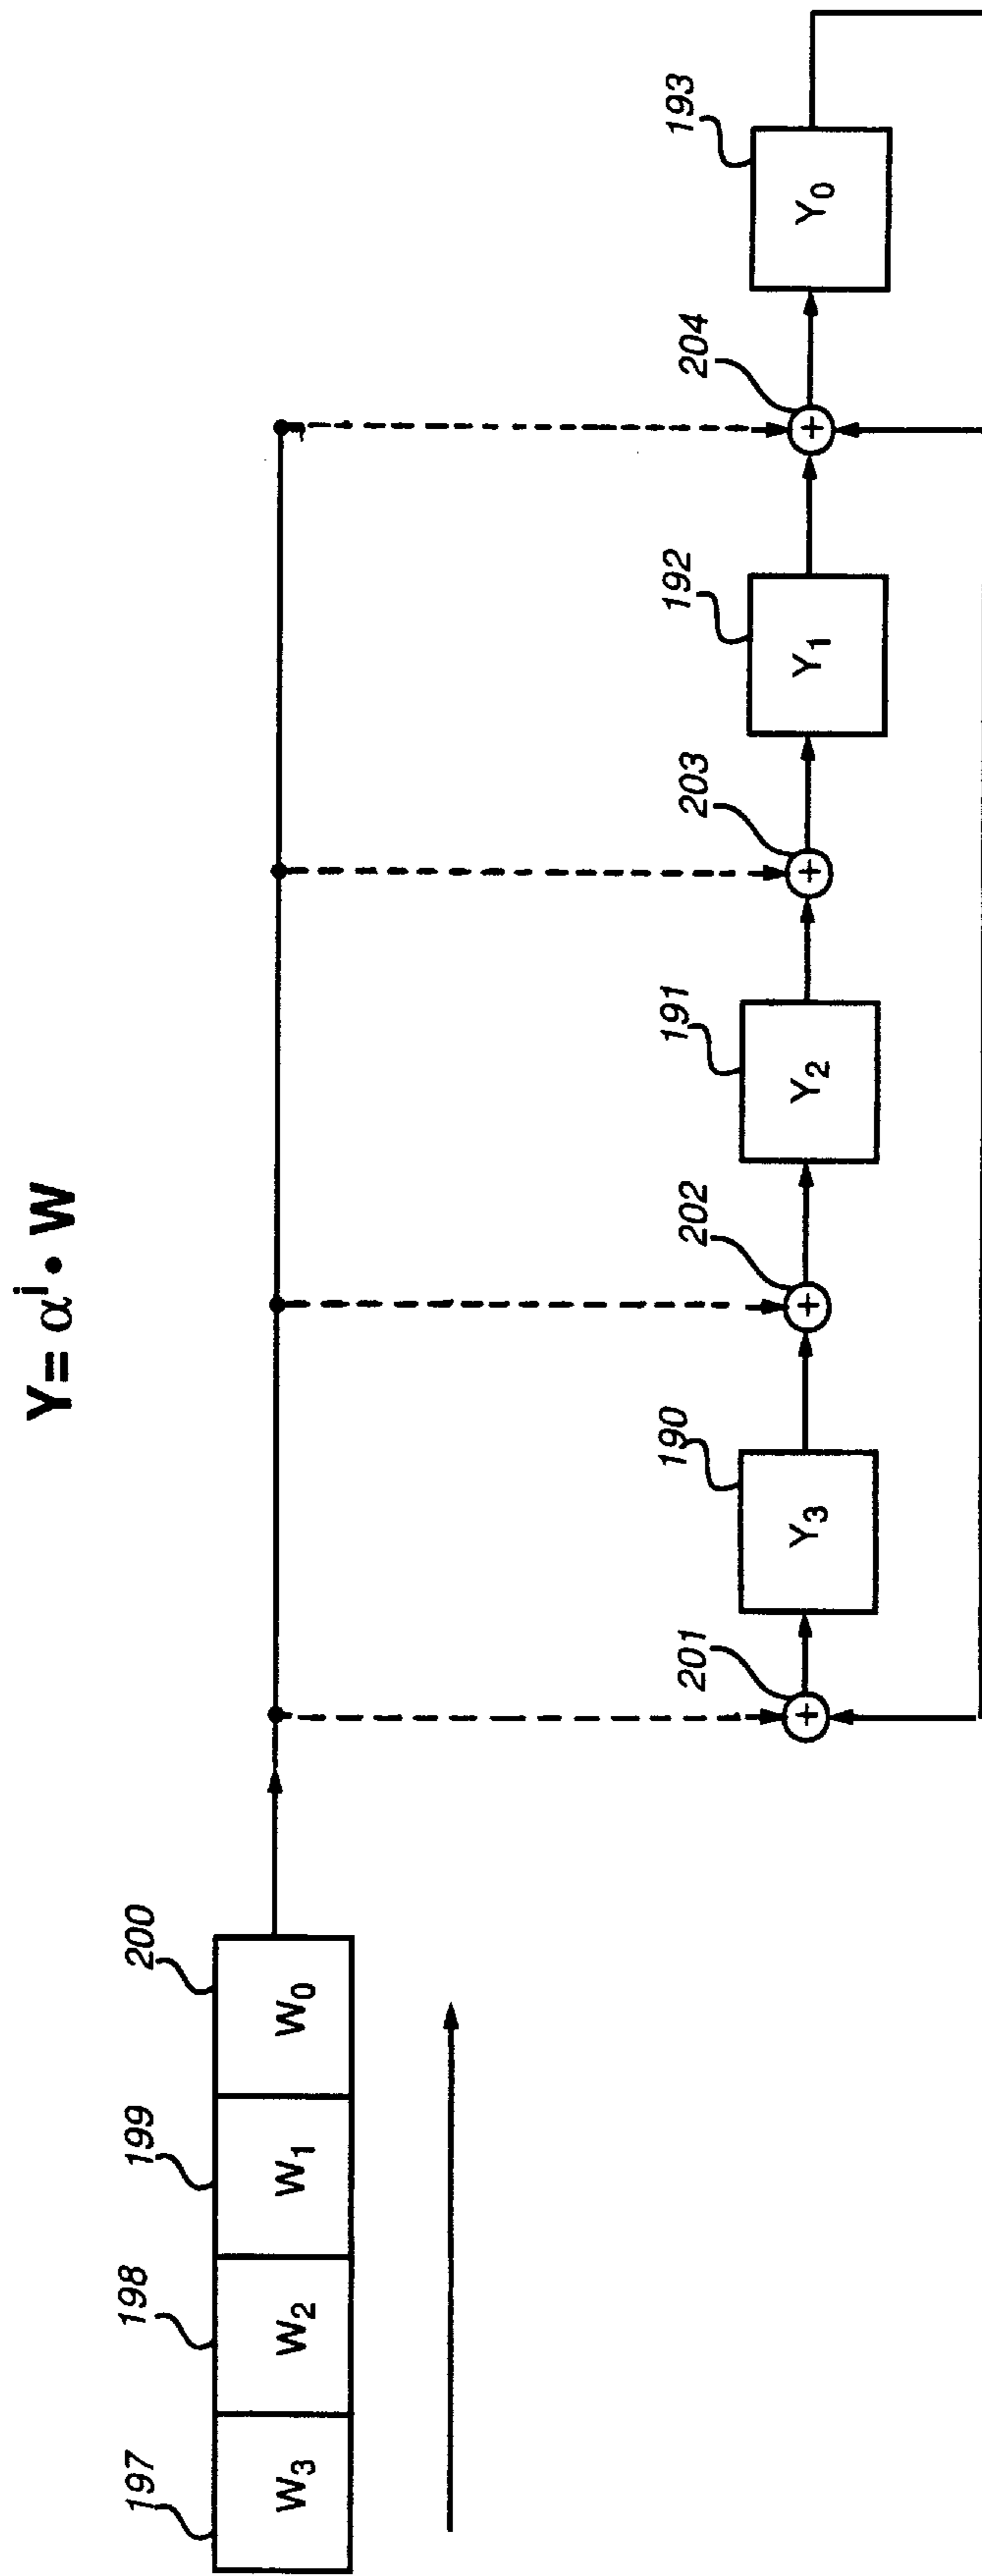 Y = αⁱ • W
197 198 199 200
W₃ W₂ W₁ W₀
201 190 202 191 203 192 204 193
+ Y₃ + Y₂ + Y₁ + Y₀